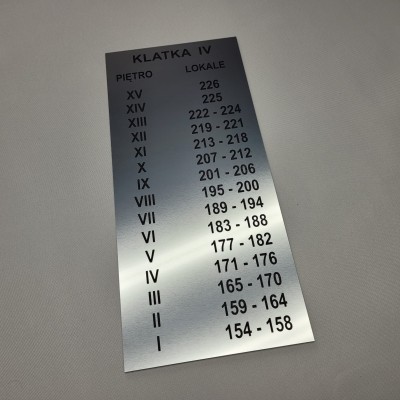 KLATKA IV
PIĘTRO LOKALE
XV 226
XIV 225
XIII 222 - 224
XII 219 - 221
XI 213 - 218
X 207 - 212
IX 201 - 206
VIII 195 - 200
VII 189 - 194
VI 183 - 188
V 177 - 182
IV 171 - 176
III 165 - 170
II 159 - 164
I 154 - 158